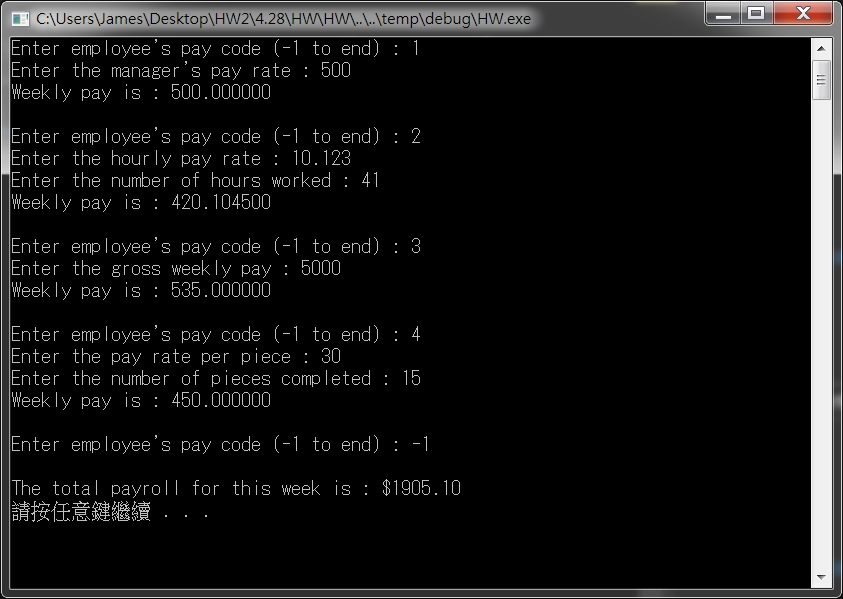 C:\Users\James\Desktop\HW2\4.28\HW\HW\..\..\temp\debug\HW.exe
Enter employee's pay code (-1 to end) : 1
Enter the manager's pay rate : 500
Weekly pay is : 500.000000
Enter employee's pay code (-1 to end) : 2
Enter the hourly pay rate : 10.123
Enter the number of hours worked : 41
Weekly pay is : 420.104500
Enter employee's pay code (-1 to end) : 3
Enter the gross weekly pay : 5000
Weekly pay is : 535.000000
Enter employee's pay code (-1 to end) : 4
Enter the pay rate per piece : 30
Enter the number of pieces completed : 15
Weekly pay is : 450.000000
Enter employee's pay code (-1 to end) : -1
The total payroll for this week is : $1905.10
請按任意鍵繼續 . . .